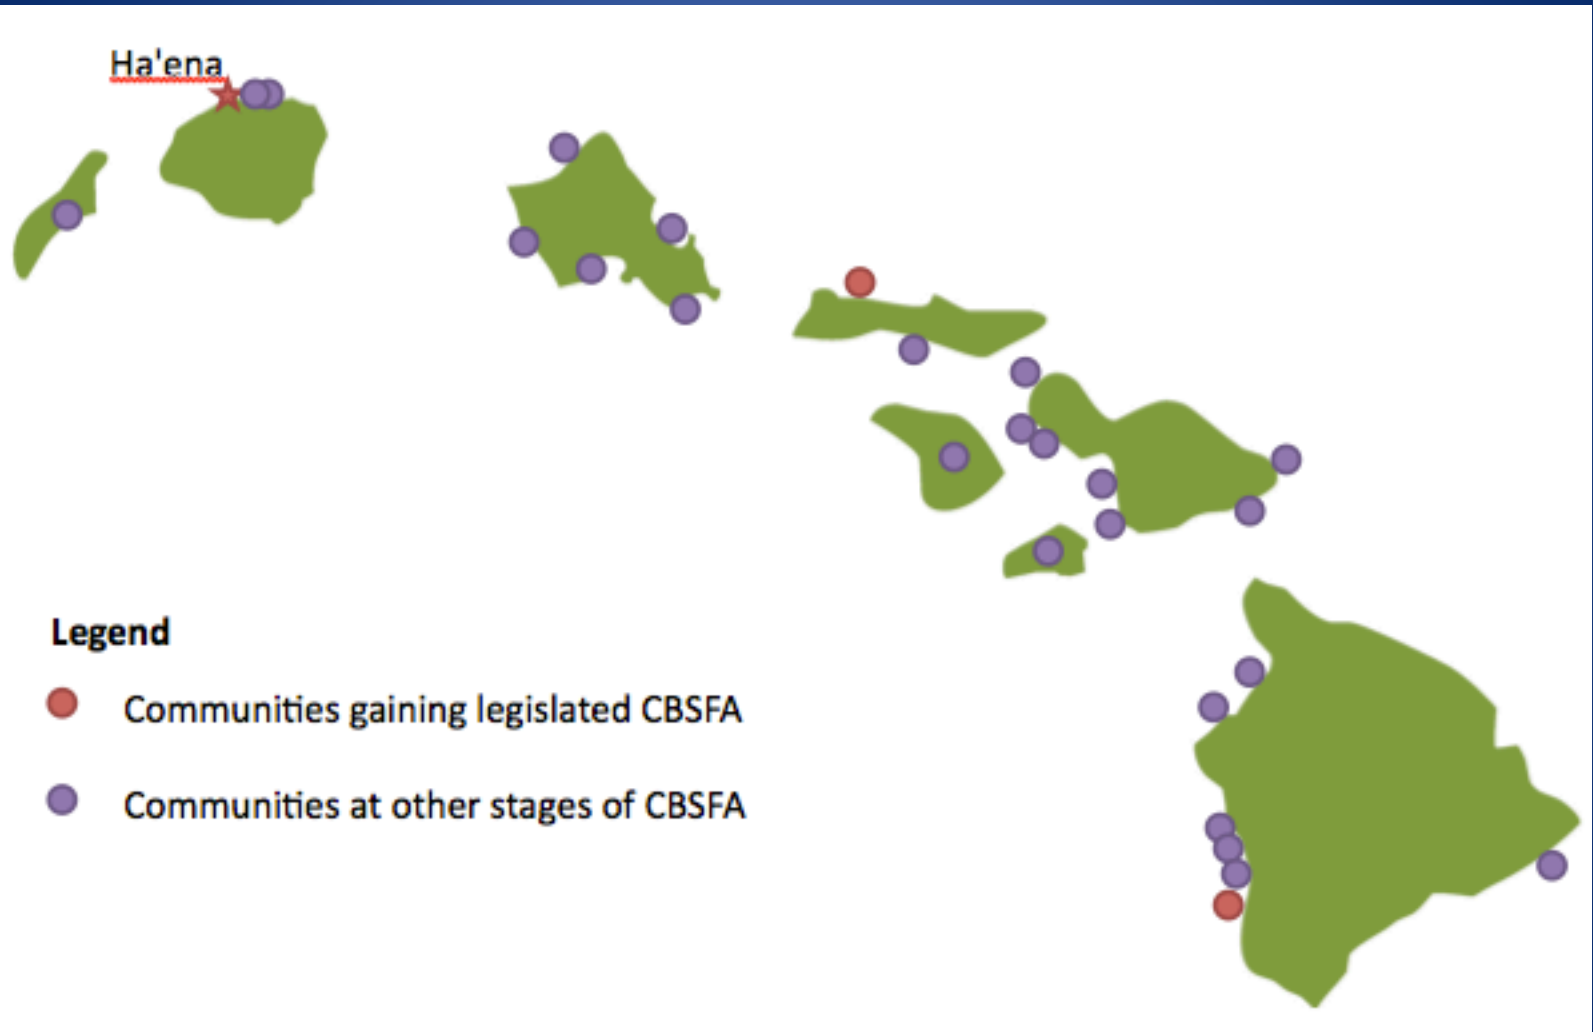 Ha'ena
Legend
Communities gaining legislated CBSFA
Communities at other stages of CBSFA